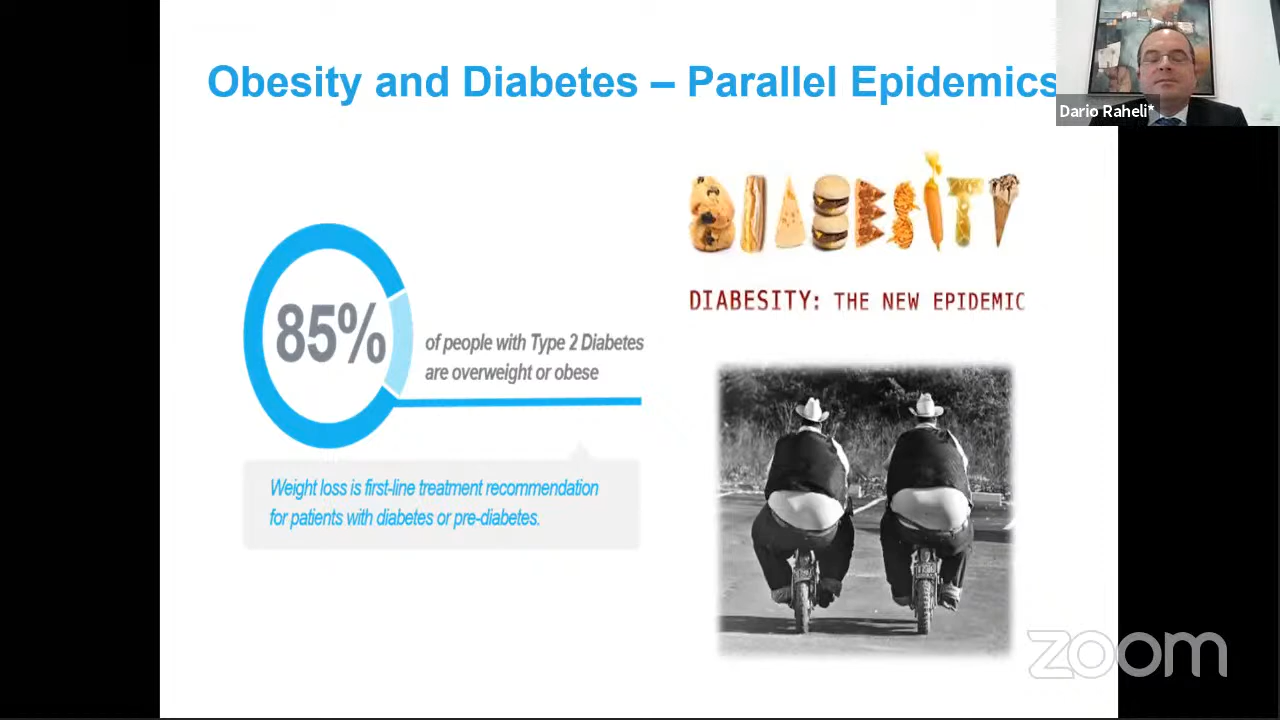 Obesity and Diabetes – Parallel Epidemics
Dario Raheli*
DIABESITY
DIABESITY: THE NEW EPIDEMIC
85%
of people with Type 2 Diabetes
are overweight or obese
Weight loss is first-line treatment recommendation
for patients with diabetes or pre-diabetes.
zoom